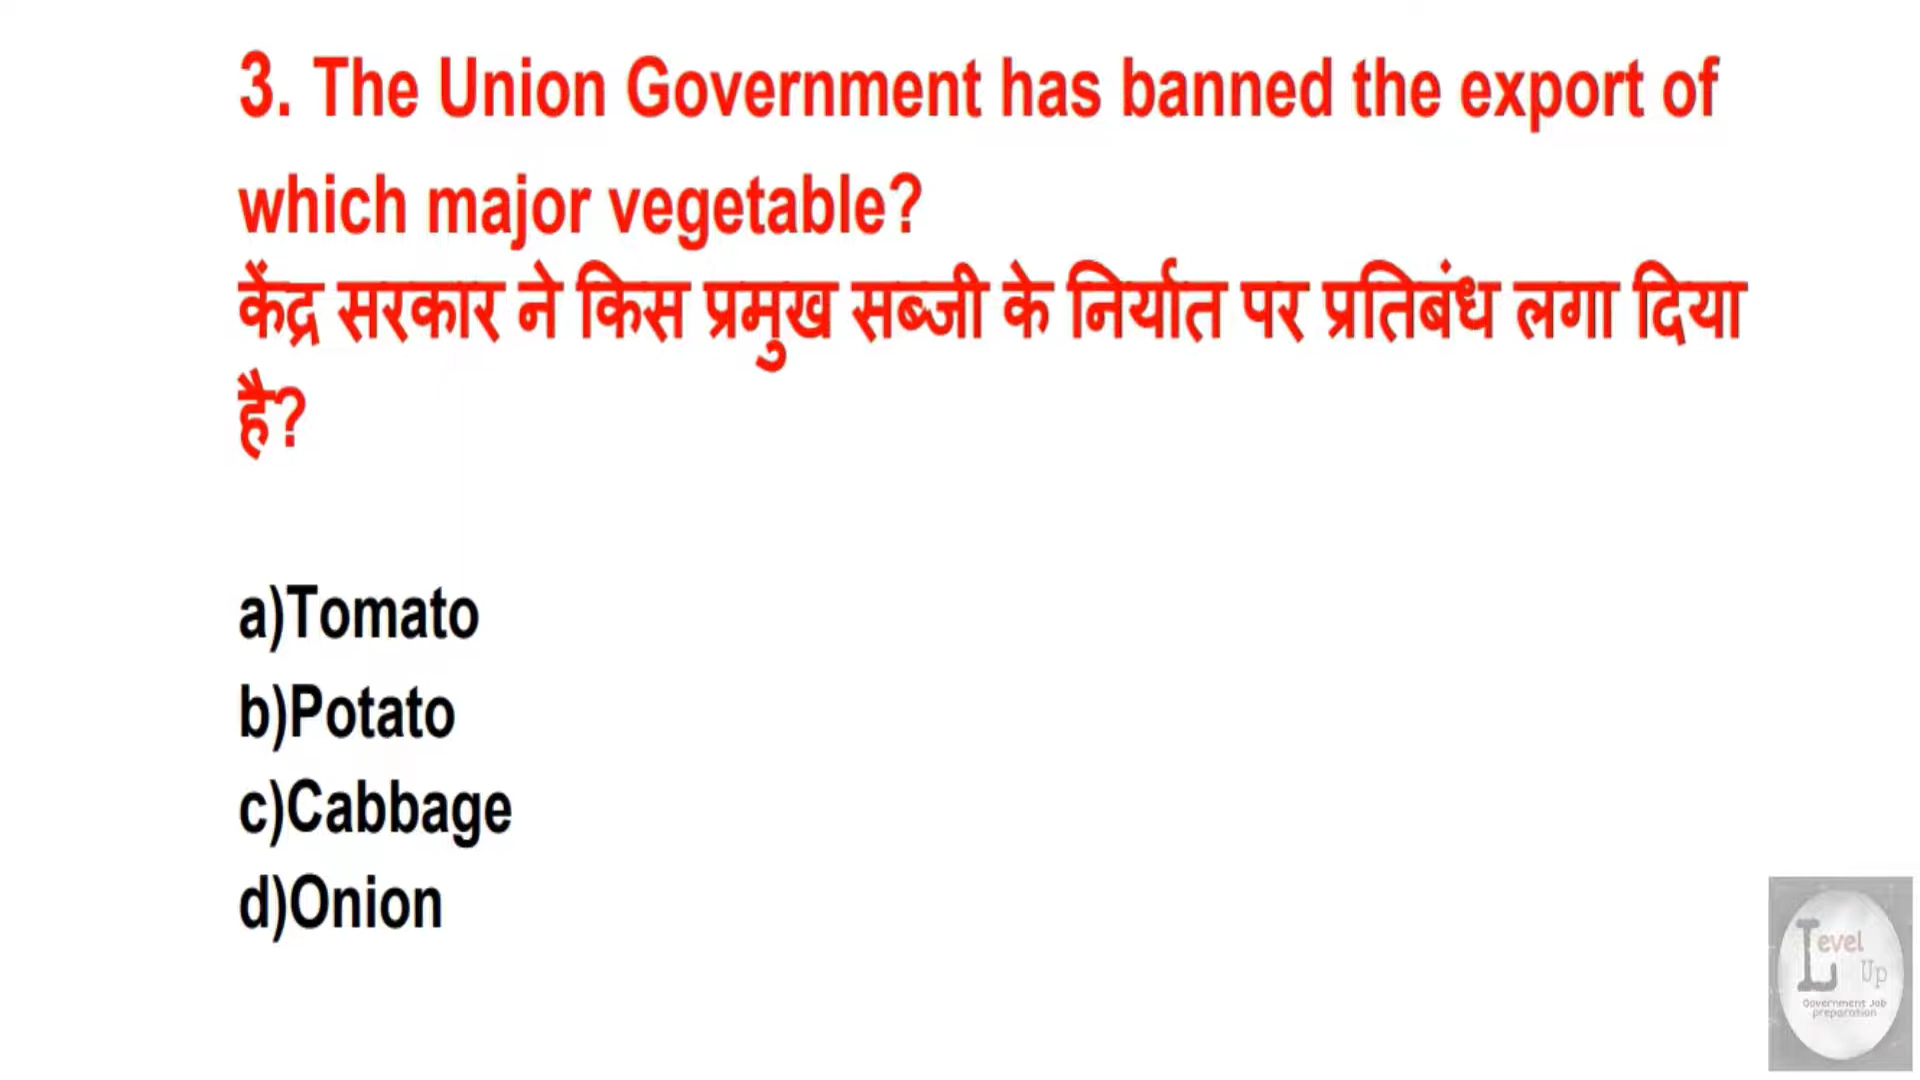 3. The Union Government has banned the export of
which major vegetable?
केंद्र सरकार ने किस प्रमुख सब्जी के निर्यात पर प्रतिबंध लगा दिया
है?
a)Tomato
b)Potato
c)Cabbage
d)Onion
Level
Up
Government Job
preparation